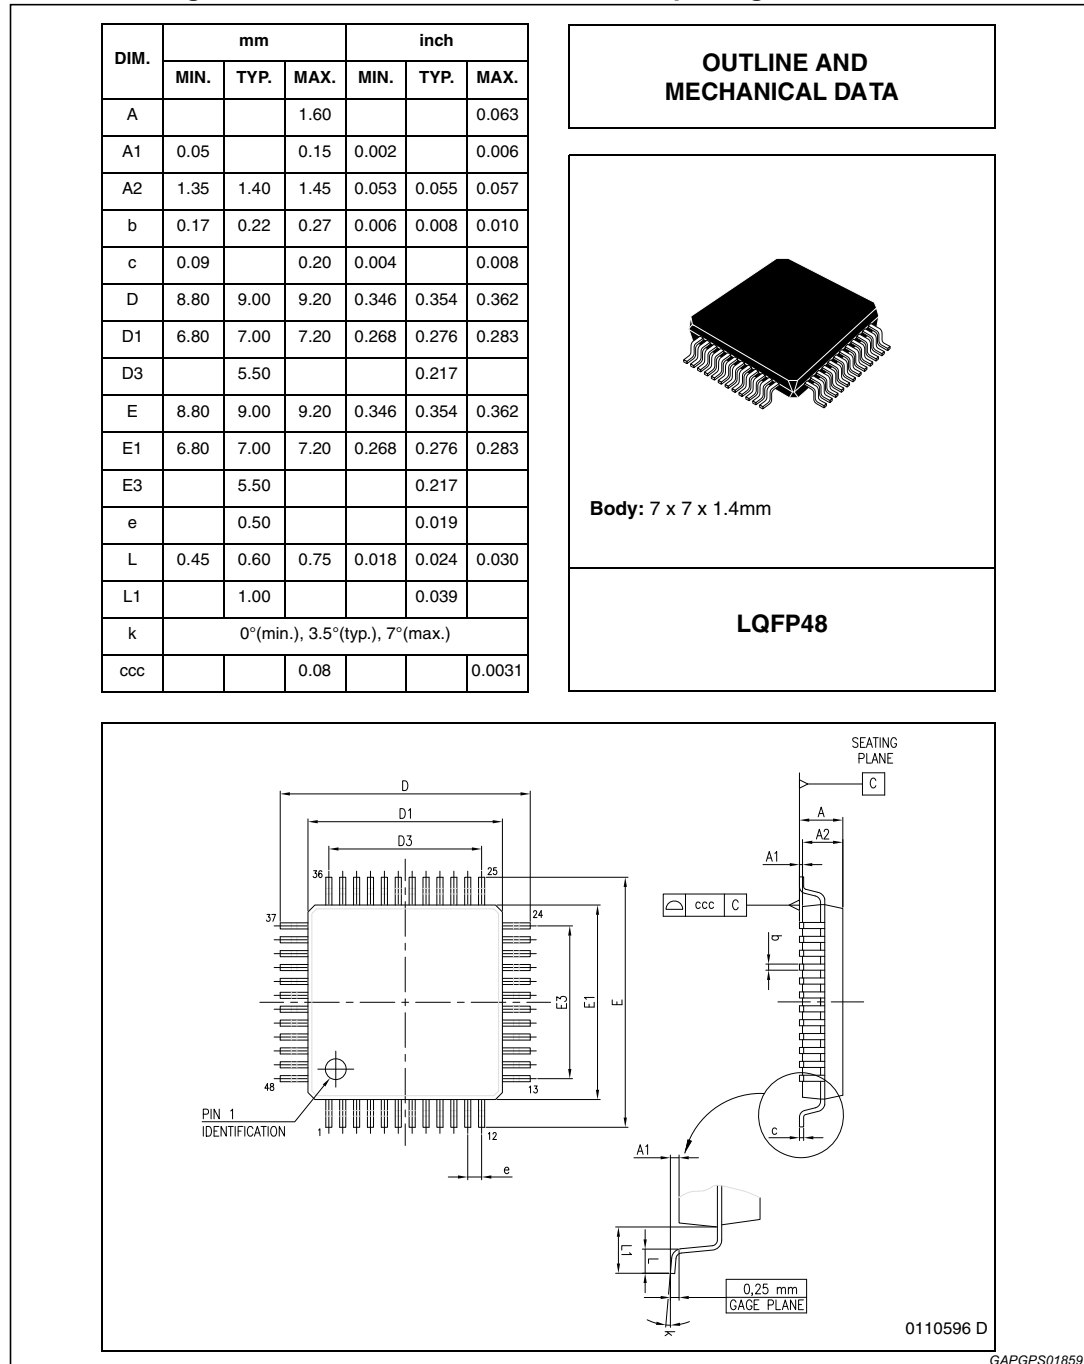 DIM. mm inch
MIN. TYP. MAX. MIN. TYP. MAX.
A 1.60 0.063
A1 0.05 0.15 0.002 0.006
A2 1.35 1.40 1.45 0.053 0.055 0.057
b 0.17 0.22 0.27 0.006 0.008 0.010
c 0.09 0.20 0.004 0.008
D 8.80 9.00 9.20 0.346 0.354 0.362
D1 6.80 7.00 7.20 0.268 0.276 0.283
D3 5.50 0.217
E 8.80 9.00 9.20 0.346 0.354 0.362
E1 6.80 7.00 7.20 0.268 0.276 0.283
E3 5.50 0.217
e 0.50 0.019
L 0.45 0.60 0.75 0.018 0.024 0.030
L1 1.00 0.039
k 0°(min.), 3.5°(typ.), 7°(max.)
ccc 0.08 0.0031
OUTLINE AND
MECHANICAL DATA
Body: 7 x 7 x 1.4mm
LQFP48
D
D1
D3
36
25
37
24
E3
E1
E
48
13
PIN 1
IDENTIFICATION
1
12
e
SEATING
PLANE
C
A
A2
A1
ccc C
b
c
A1
L1
L
k
0,25 mm
GAGE PLANE
0110596 D
GAPGPS01859